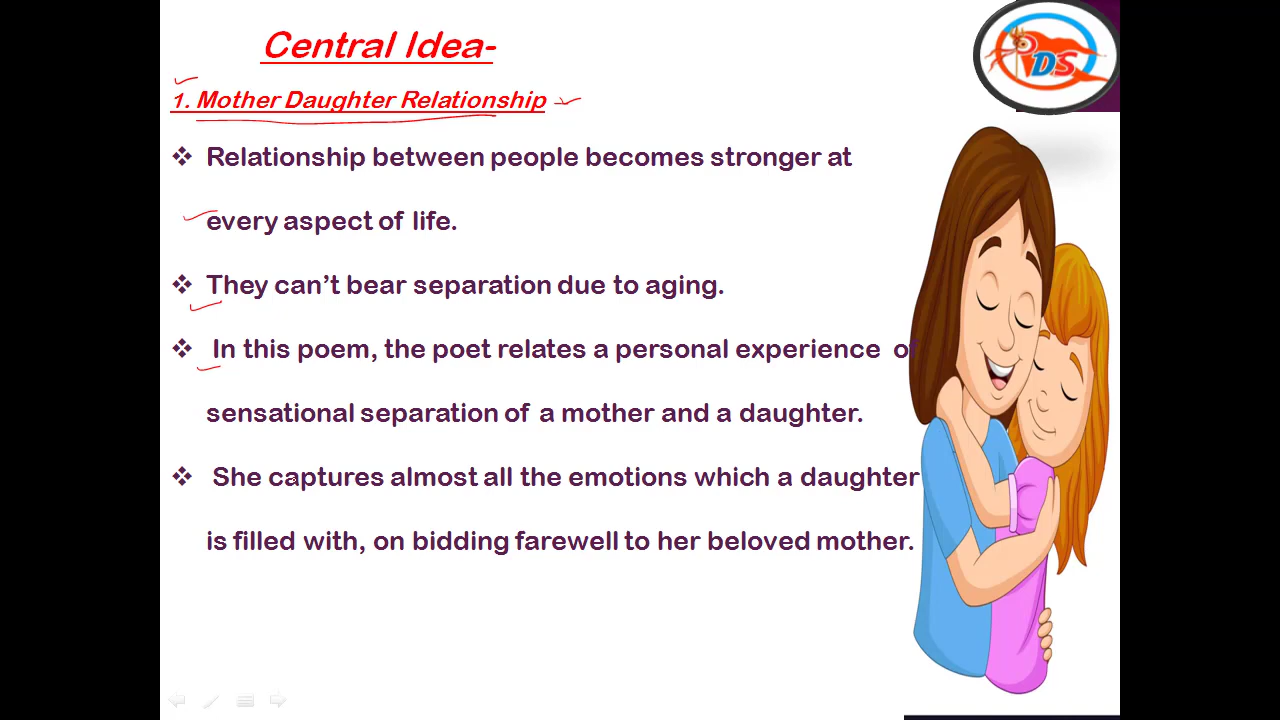 Central Idea-
DS
1. Mother Daughter Relationship
❖ Relationship between people becomes stronger at
every aspect of life.
❖ They can’t bear separation due to aging.
❖ In this poem, the poet relates a personal experience of
sensational separation of a mother and a daughter.
❖ She captures almost all the emotions which a daughter
is filled with, on bidding farewell to her beloved mother.